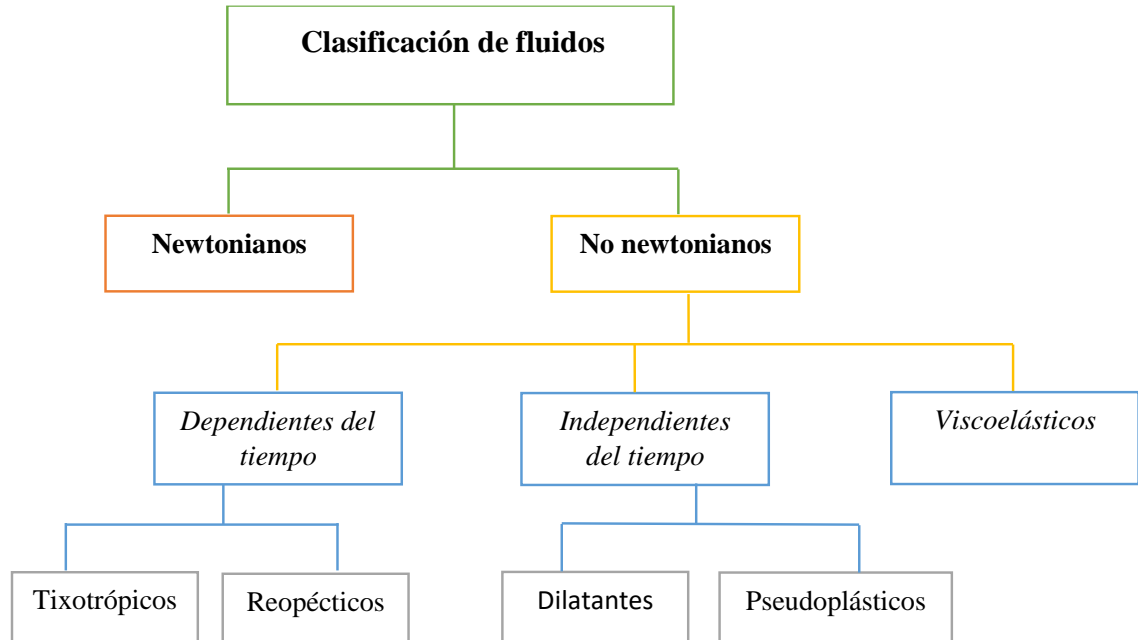 Clasificación de fluidos
Newtonianos
No newtonianos
Dependientes del
tiempo
Independientes
del tiempo
Viscoelásticos
Tixotrópicos
Reopécticos
Dilatantes
Pseudoplásticos